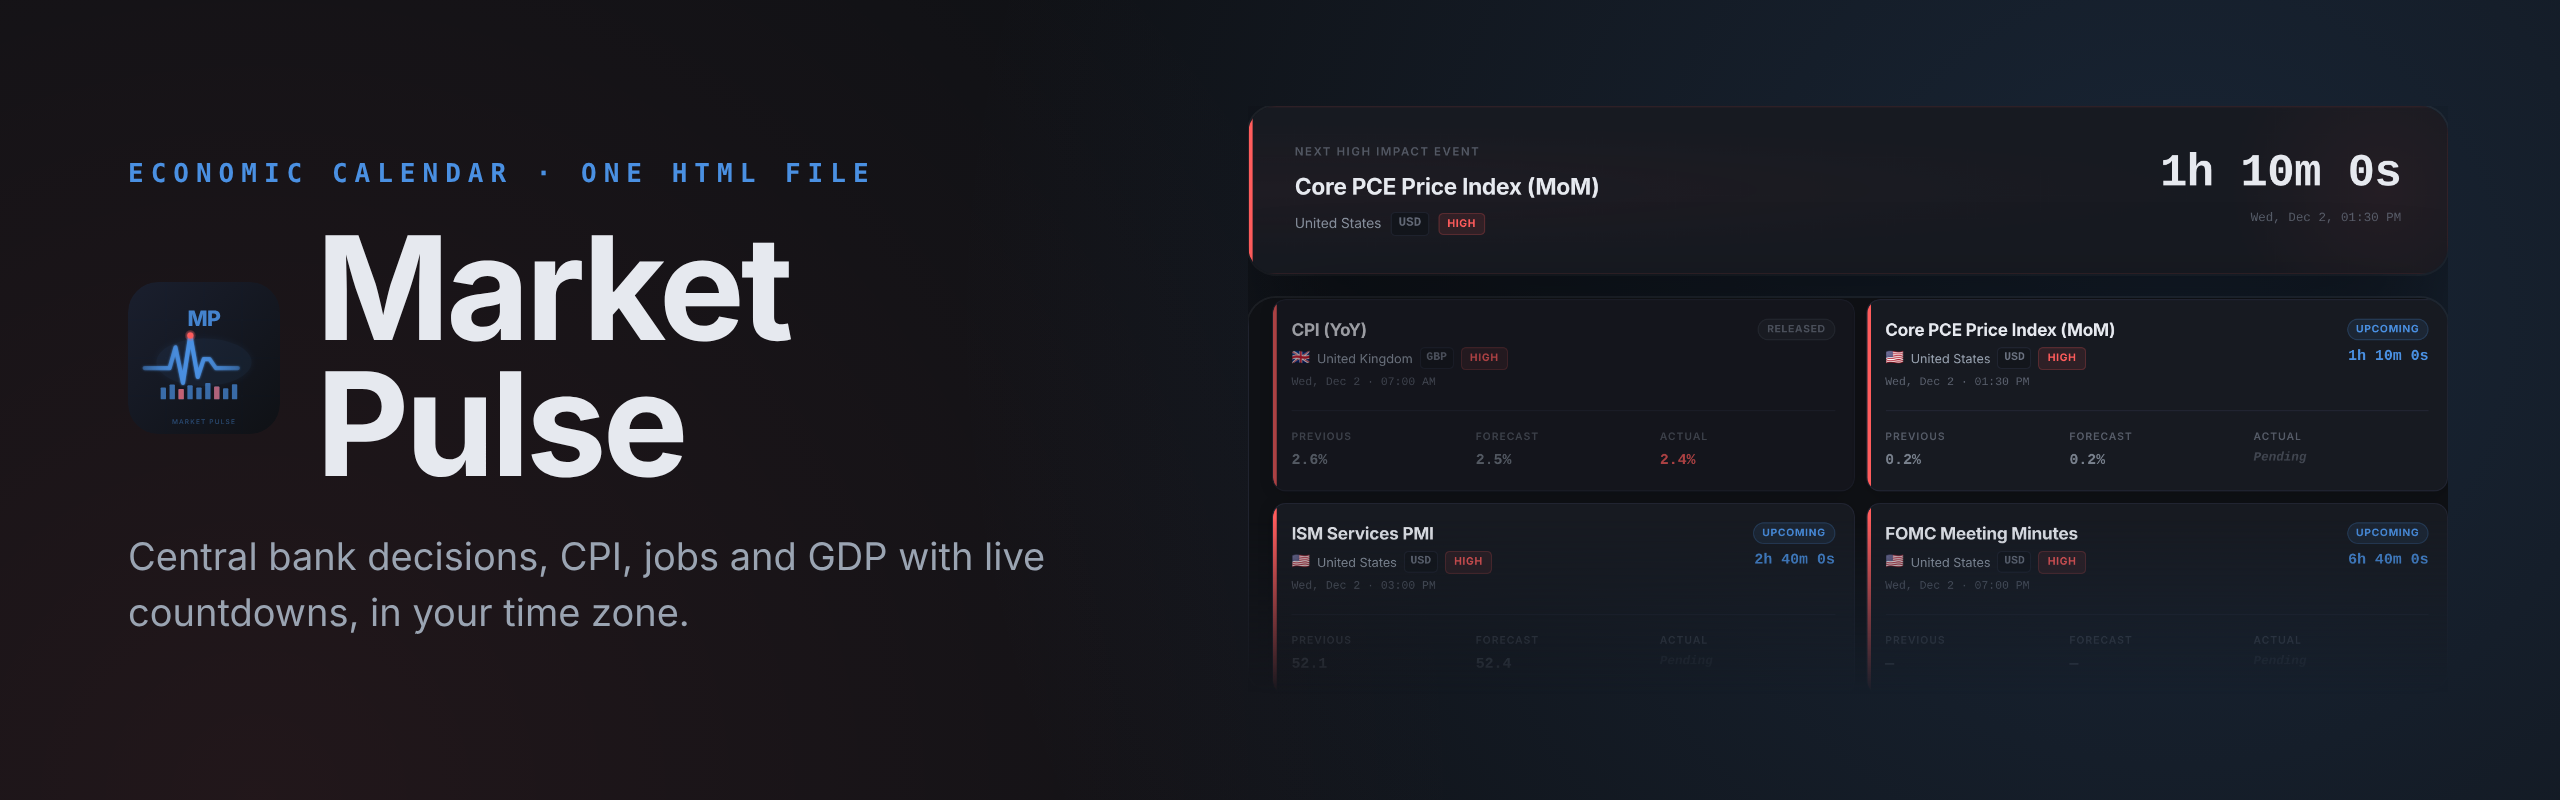 ECONOMIC CALENDAR · ONE HTML FILE
MP
MARKET PULSE
Market
Pulse
Central bank decisions, CPI, jobs and GDP with live
countdowns, in your time zone.
NEXT HIGH IMPACT EVENT
Core PCE Price Index (MoM)
United States USD HIGH
1h 10m 0s
Wed, Dec 2, 01:30 PM
CPI (YoY)
RELEASED
United Kingdom GBP HIGH
Wed, Dec 2 · 07:00 AM
PREVIOUS FORECAST ACTUAL
2.6% 2.5% 2.4%
Core PCE Price Index (MoM)
UPCOMING
United States USD HIGH
1h 10m 0s
Wed, Dec 2 · 01:30 PM
PREVIOUS FORECAST ACTUAL
0.2% 0.2% Pending
ISM Services PMI
UPCOMING
United States USD HIGH
2h 40m 0s
Wed, Dec 2 · 03:00 PM
PREVIOUS FORECAST ACTUAL
52.1 52.4 Pending
FOMC Meeting Minutes
UPCOMING
United States USD HIGH
6h 40m 0s
Wed, Dec 2 · 07:00 PM
PREVIOUS FORECAST ACTUAL
— — Pending